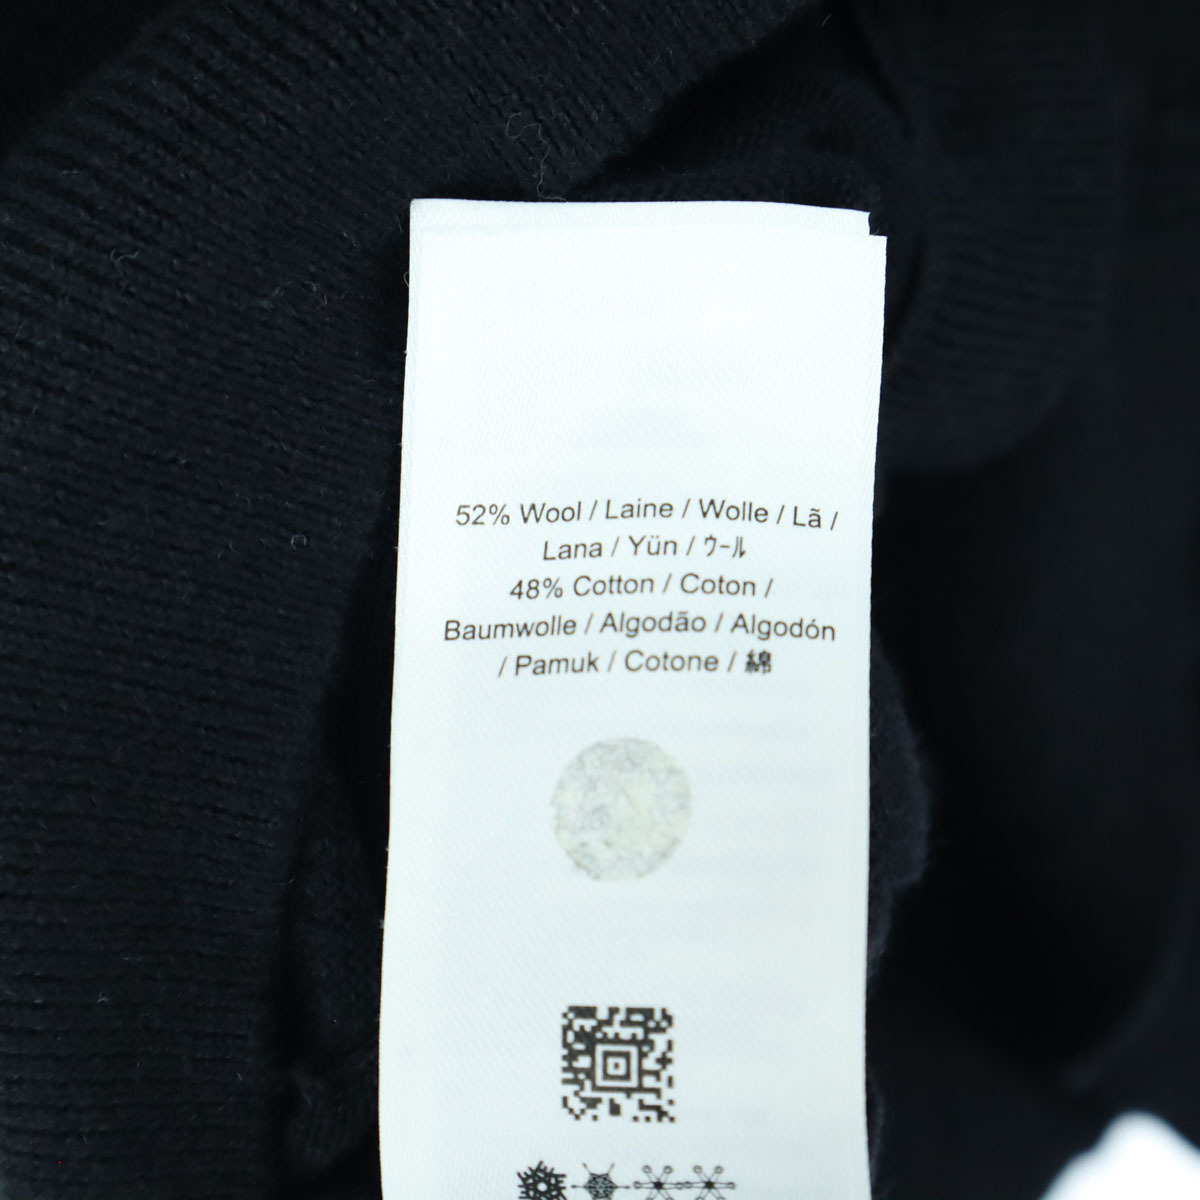 52% Wool / Laine / Wolle / Lã /
Lana / Yün / ウール
48% Cotton / Coton /
Baumwolle / Algodão / Algodón
/ Pamuk / Cotone / 綿